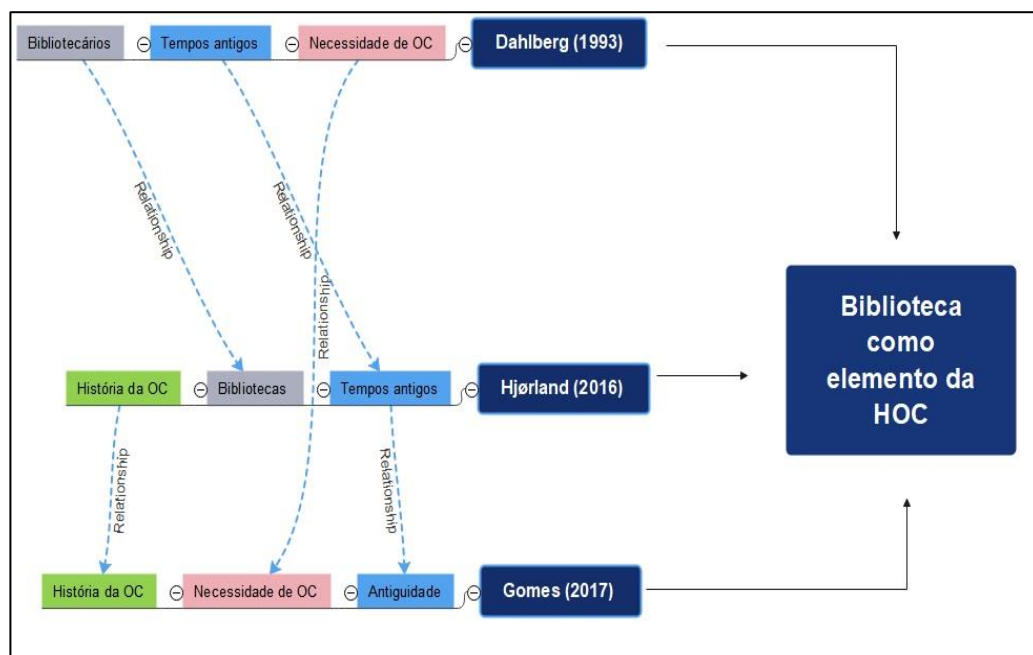 Bibliotecários
Tempos antigos
Necessidade de OC
Dahlberg (1993)
Relationship
Relationship
Relationship
Biblioteca
como
elemento da
HOC
História da OC
Bibliotecas
Tempos antigos
Hjørland (2016)
Relationship
Relationship
História da OC
Necessidade de OC
Antiguidade
Gomes (2017)